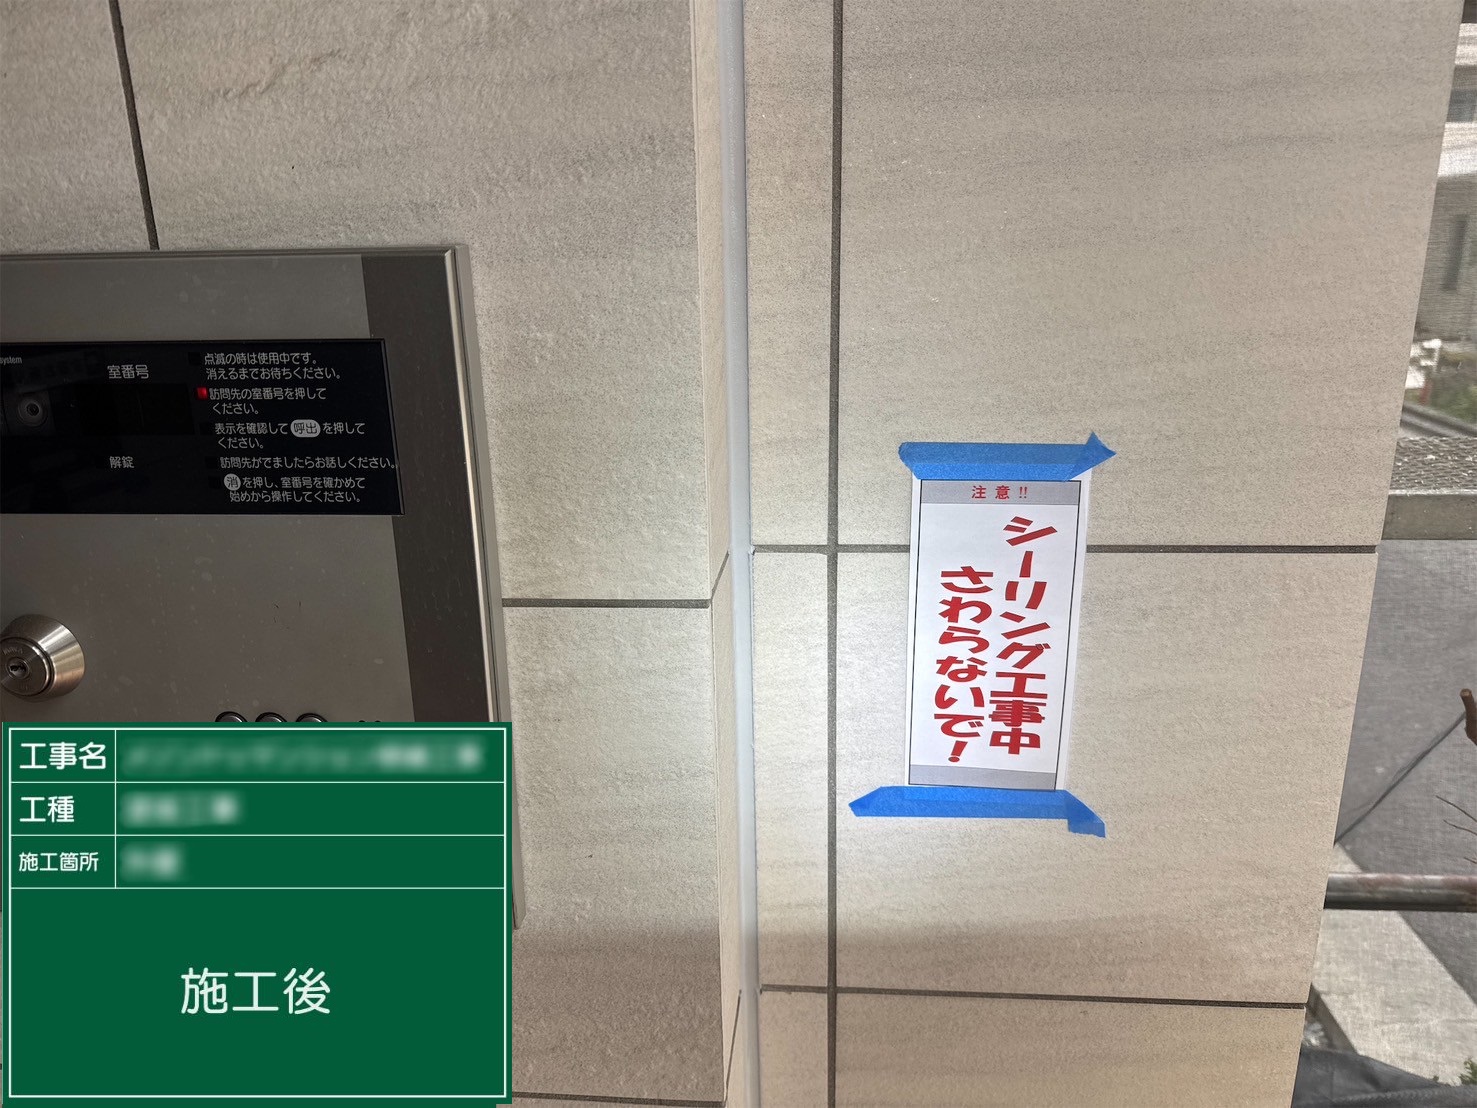 system
室番号
点滅の時は使用中です。
消えるまでお待ちください。
訪問先の室番号を押して
ください。
表示を確認して 呼出 を押して
ください。
解錠
訪問先がでましたらお話しください。
消 を押し、室番号を確かめて
始めから操作してください。
注意!!
シーリング工事中
さわらないで!
工事名
工種
施工箇所
施工後